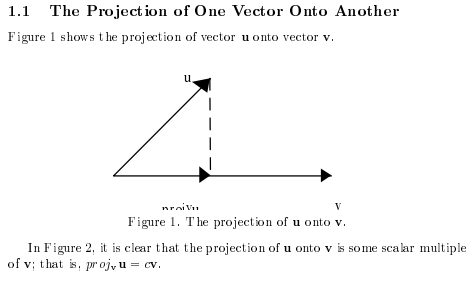 1.1 The Projection of One Vector Onto Another
Figure 1 shows the projection of vector u onto vector v.
u
v
Figure 1. The projection of u onto v.
In Figure 2, it is clear that the projection of u onto v is some scalar multiple
of v; that is, proj_v u = cv.